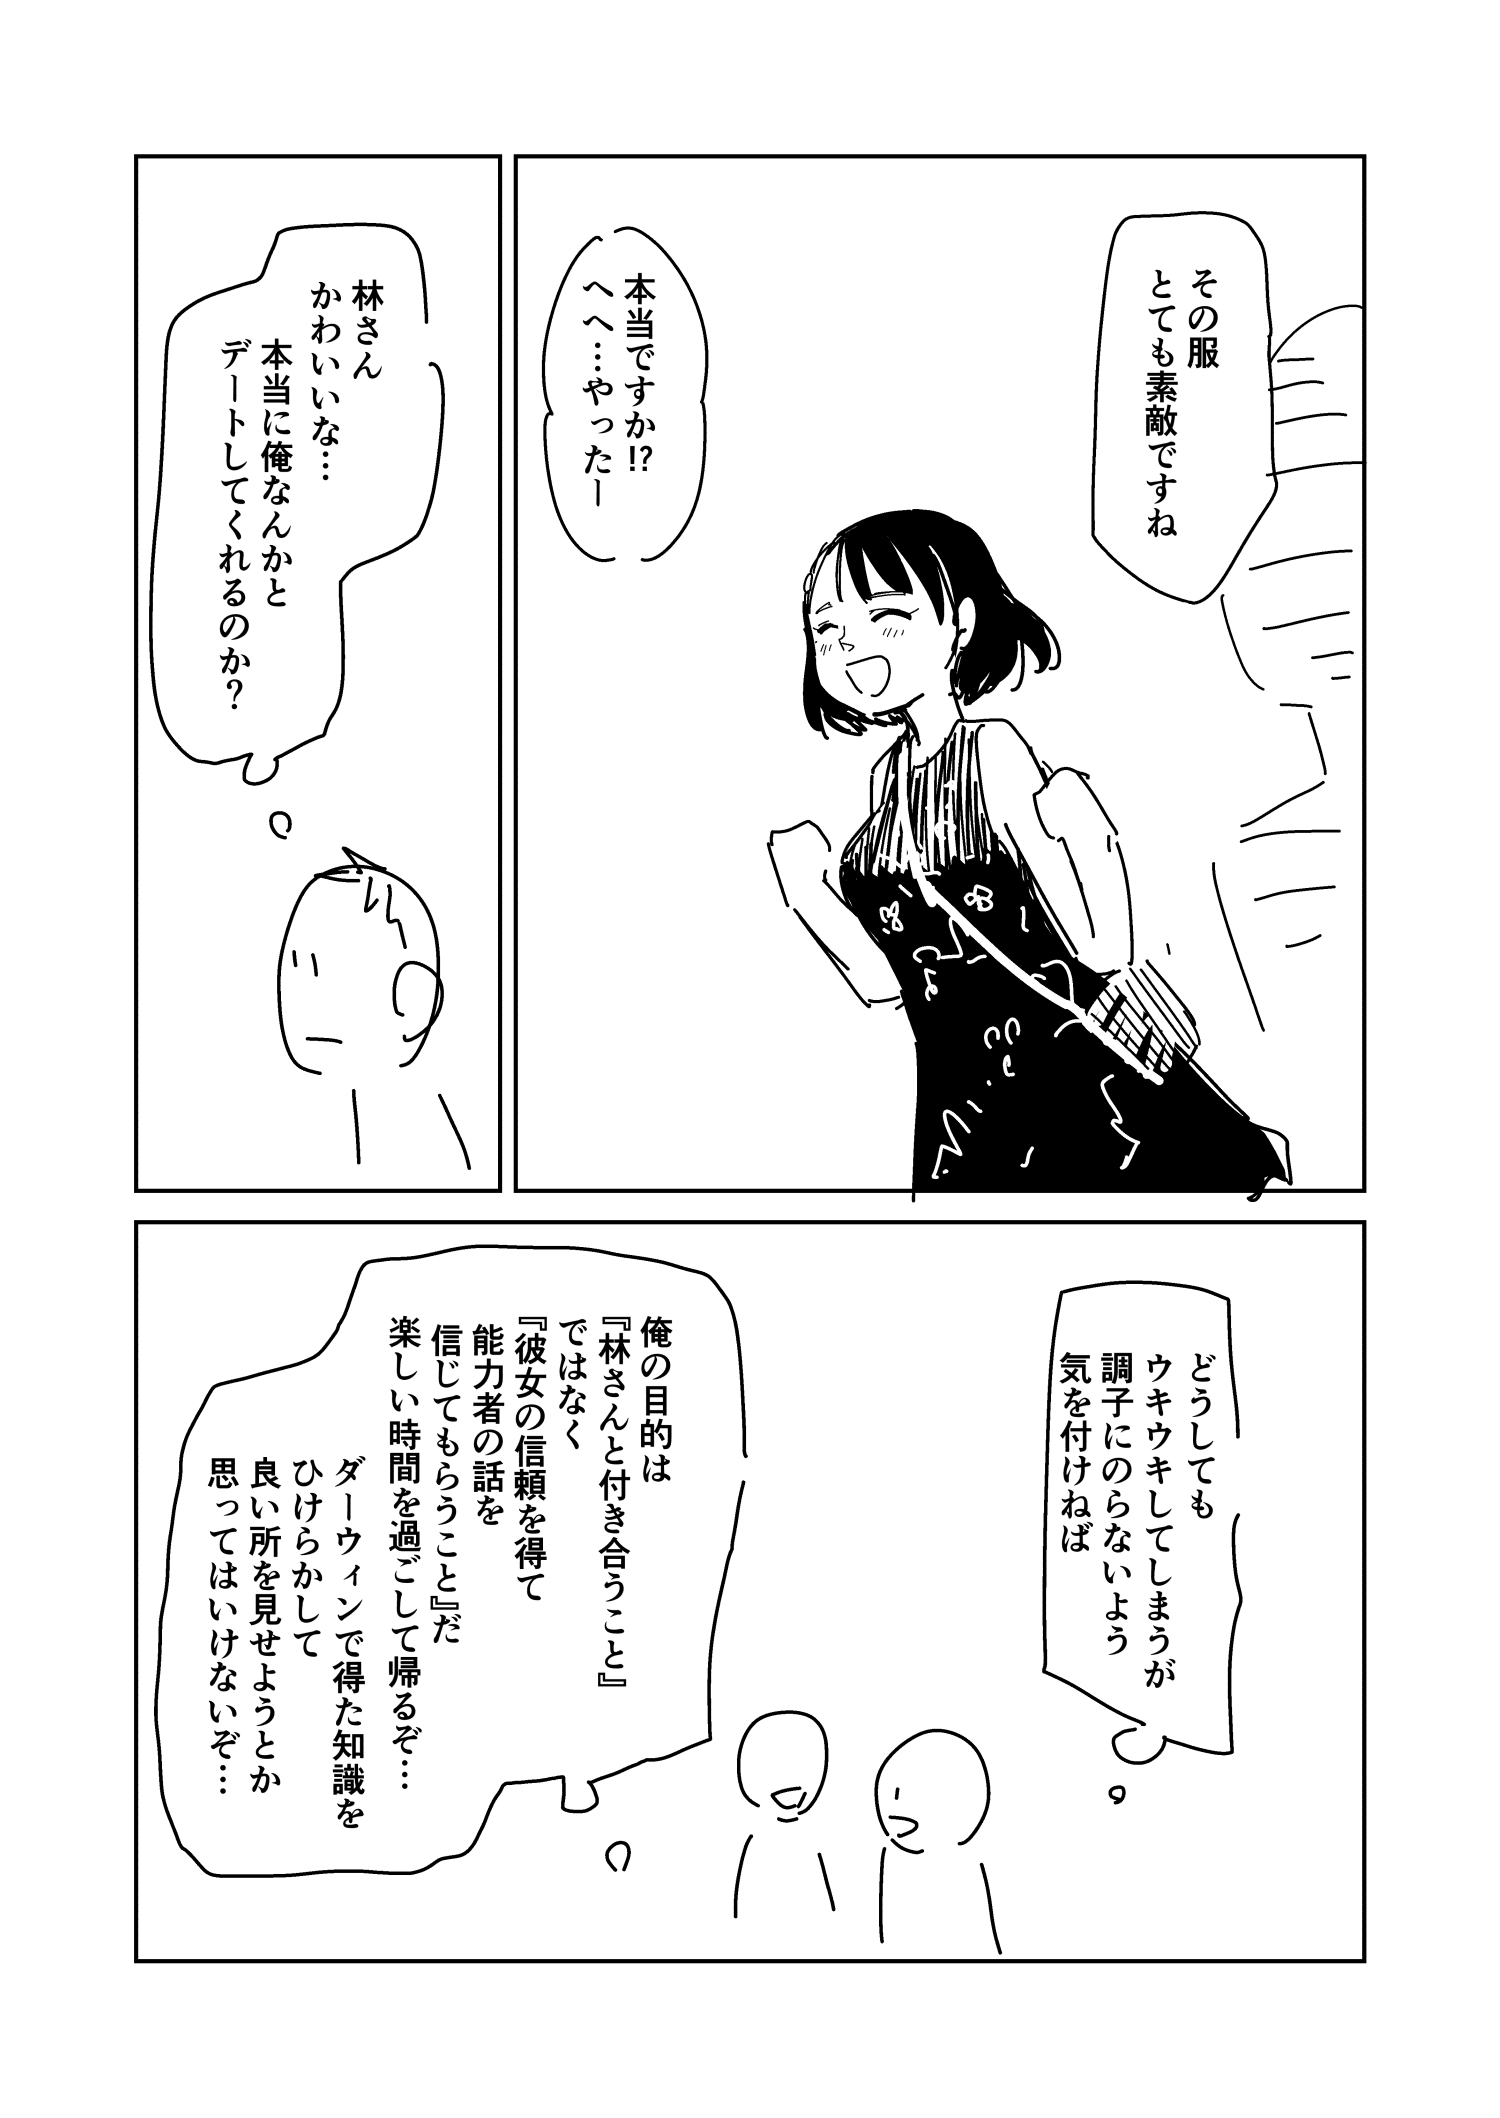 その服
とても素敵ですね
本当ですか!?
へへ…やったー
林さん
かわいいな…
本当に俺なんかと
デートしてくれるのか?
どうしても
ウキウキしてしまうが
調子にのらないよう
気を付けねば
俺の目的は
『林さんと付き合うこと』
ではなく
『彼女の信頼を得て
能力者の話を
信じてもらうこと』だ
楽しい時間を過ごして帰るぞ…
ダーウィンで得た知識を
ひけらかして
良い所を見せようとか
思ってはいけないぞ…